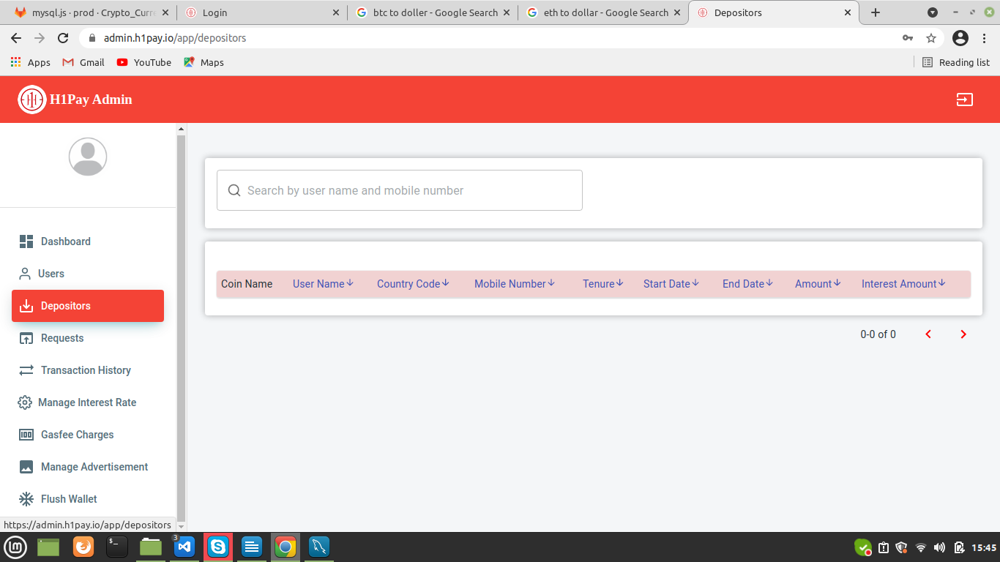 mysql.js · prod · Crypto_Curr
Login
btc to doller - Google Search
eth to dollar - Google Search
Depositors
admin.h1pay.io/app/depositors
Apps
Gmail
YouTube
Maps
Reading list
H1Pay Admin
Search by user name and mobile number
Dashboard
Users
Depositors
Requests
Transaction History
Manage Interest Rate
Gasfee Charges
Manage Advertisement
Flush Wallet
Coin Name User Name Country Code Mobile Number Tenure Start Date End Date Amount Interest Amount
0-0 of 0
https://admin.h1pay.io/app/depositors
3
15:45